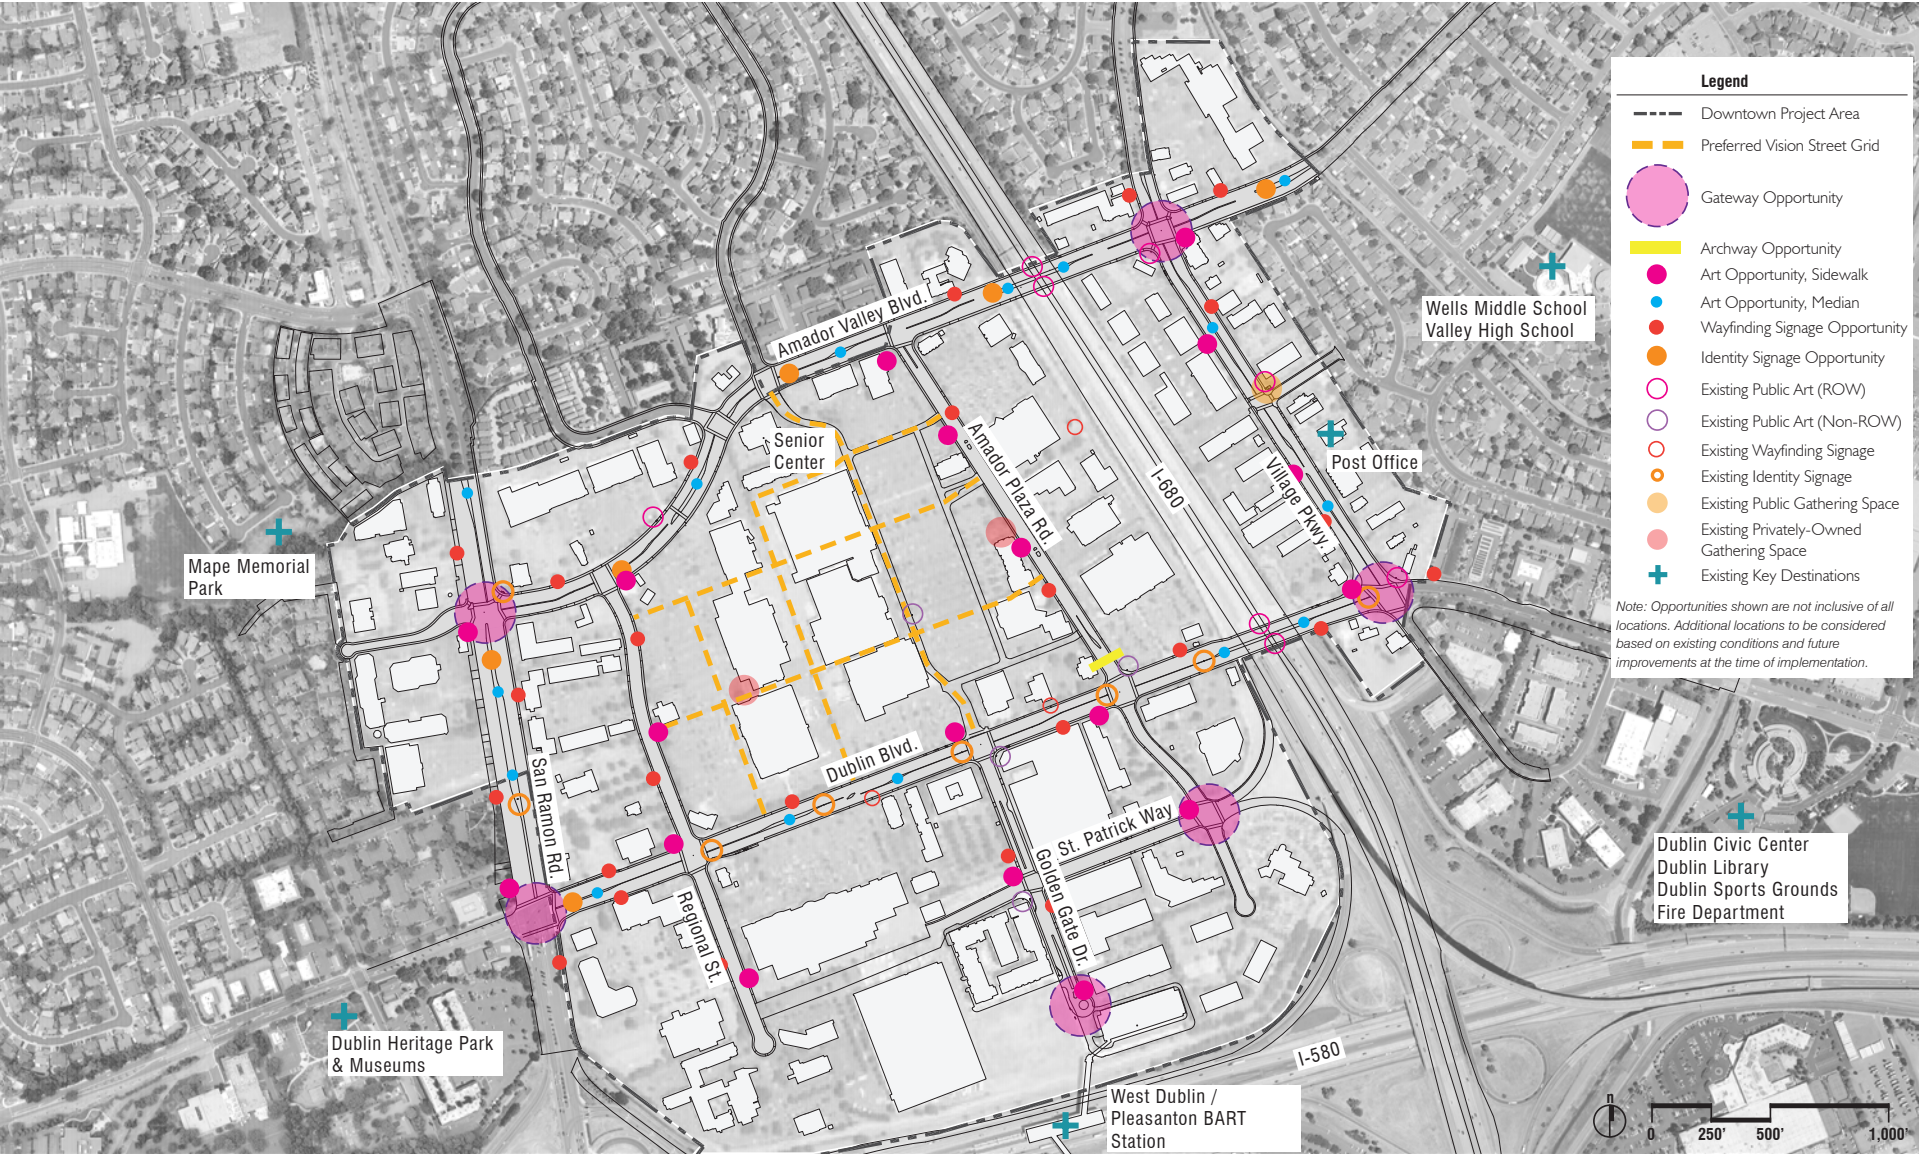 Legend
Downtown Project Area
Preferred Vision Street Grid
Gateway Opportunity
Archway Opportunity
Art Opportunity, Sidewalk
Art Opportunity, Median
Wayfinding Signage Opportunity
Identity Signage Opportunity
Existing Public Art (ROW)
Existing Public Art (Non-ROW)
Existing Wayfinding Signage
Existing Identity Signage
Existing Public Gathering Space
Existing Privately-Owned
Gathering Space
Existing Key Destinations
Note: Opportunities shown are not inclusive of all
locations. Additional locations to be considered
based on existing conditions and future
improvements at the time of implementation.
Amador Valley Blvd.
Wells Middle School
Valley High School
Senior
Center
Amador Plaza Rd.
I-680
Village Pkwy.
Post Office
Mape Memorial
Park
San Ramon Rd.
Dublin Blvd.
St. Patrick Way
Golden Gate Dr.
Regional St.
Dublin Civic Center
Dublin Library
Dublin Sports Grounds
Fire Department
Dublin Heritage Park
& Museums
I-580
West Dublin /
Pleasanton BART
Station
n
0 250' 500' 1,000'